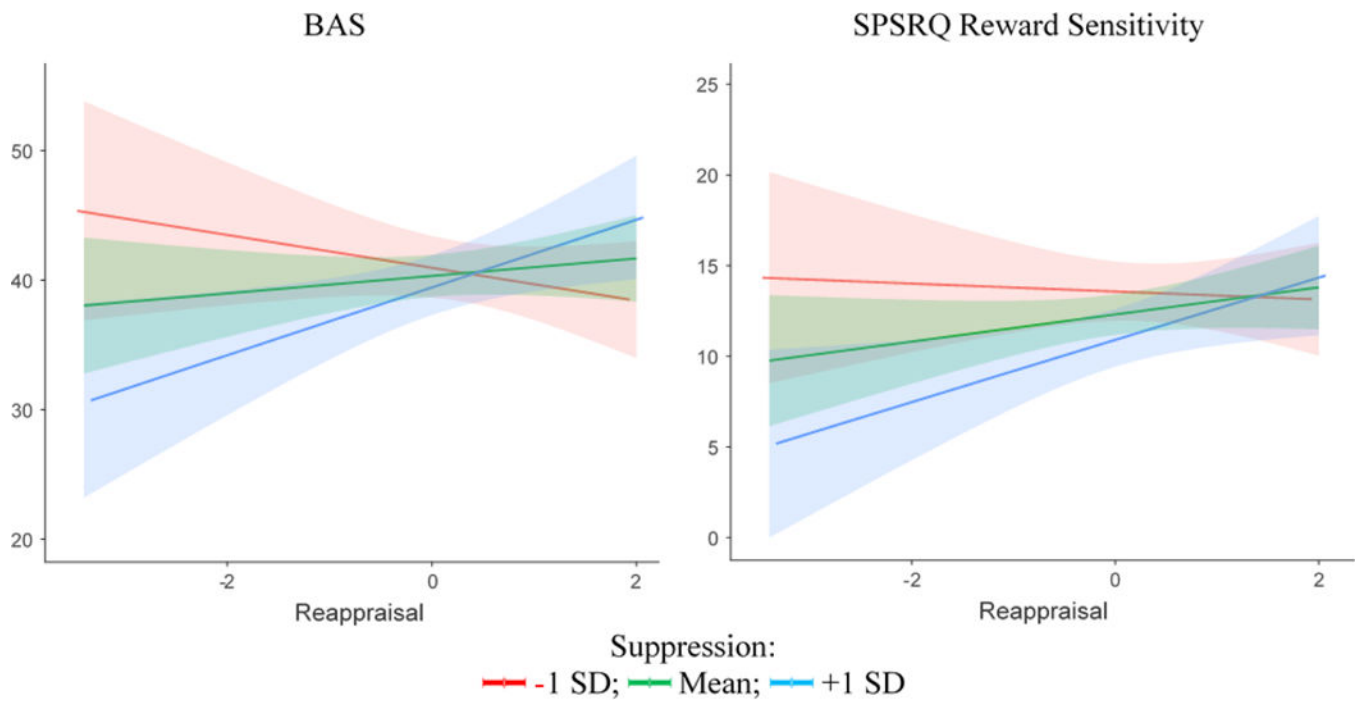 BAS
50
40
30
20
-2 0 2
Reappraisal
SPSRQ Reward Sensitivity
25
20
15
10
5
0
-2 0 2
Reappraisal
Suppression:
-1 SD; Mean; +1 SD